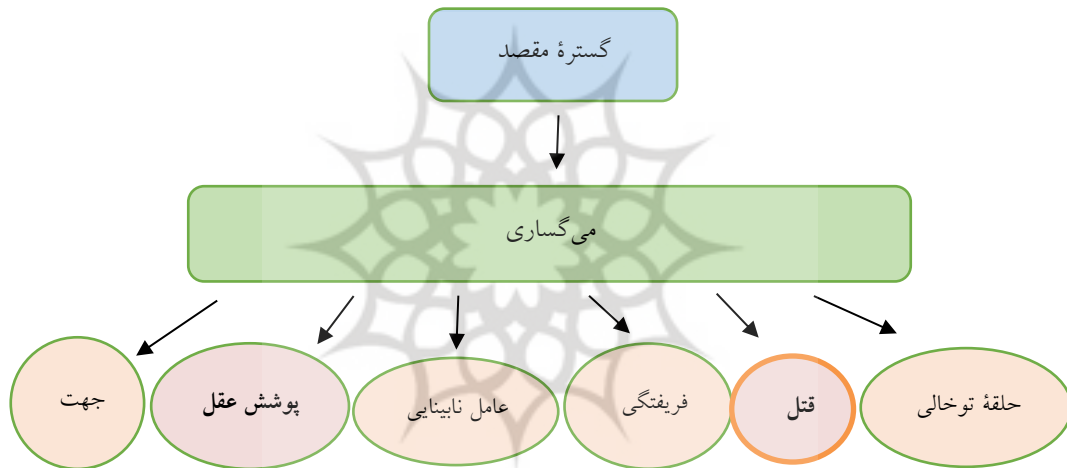 گسترهٔ مقصد
می‌گساری
حلقهٔ توخالی
قتل
فریفتگی
عامل نابینایی
پوشش عقل
جهت